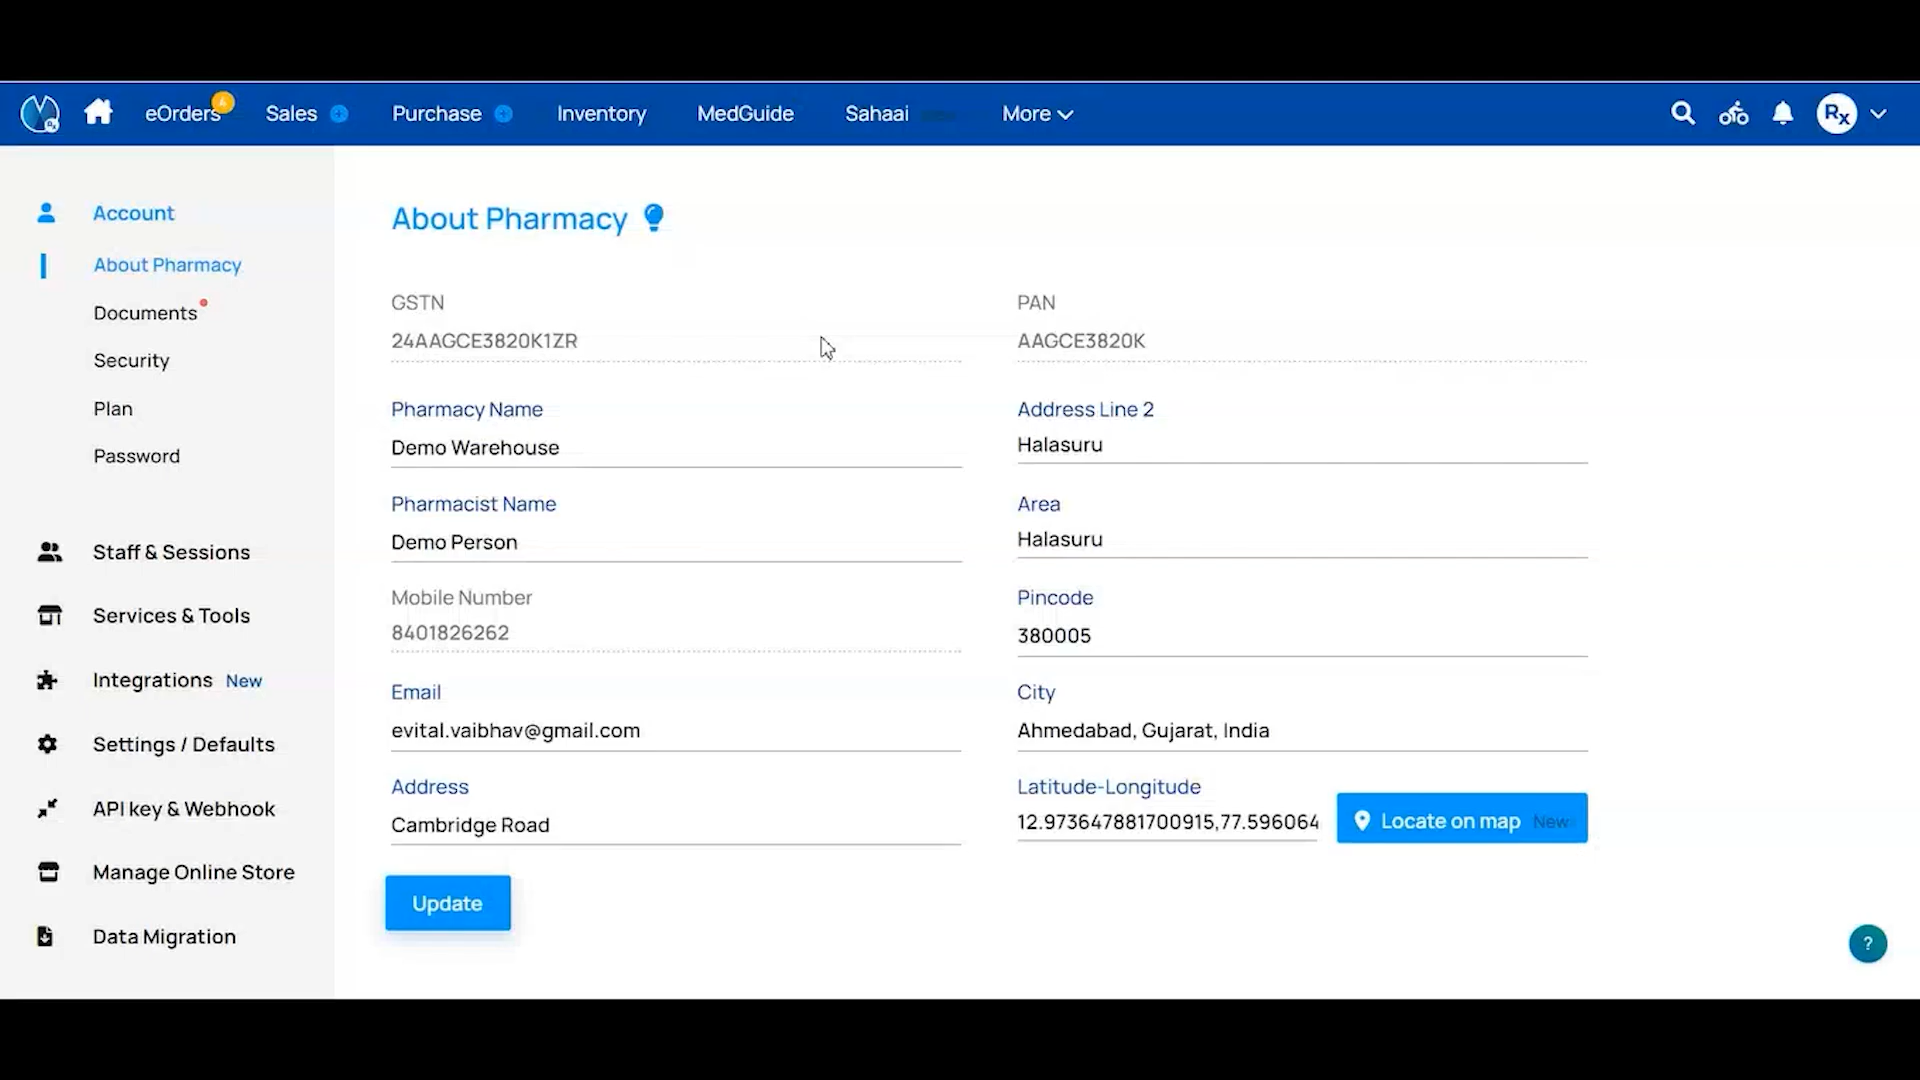 eOrders 4 Sales Purchase Inventory MedGuide Sahaai More Rx
Account
About Pharmacy
Documents
Security
Plan
Password
Staff & Sessions
Services & Tools
Integrations New
Settings / Defaults
API key & Webhook
Manage Online Store
Data Migration
About Pharmacy
GSTN
24AAGCE3820K1ZR
PAN
AAGCE3820K
Pharmacy Name
Demo Warehouse
Address Line 2
Halasuru
Pharmacist Name
Demo Person
Area
Halasuru
Mobile Number
8401826262
Pincode
380005
Email
evital.vaibhav@gmail.com
City
Ahmedabad, Gujarat, India
Address
Cambridge Road
Latitude-Longitude
12.973647881700915,77.596064
Locate on map New
Update
?